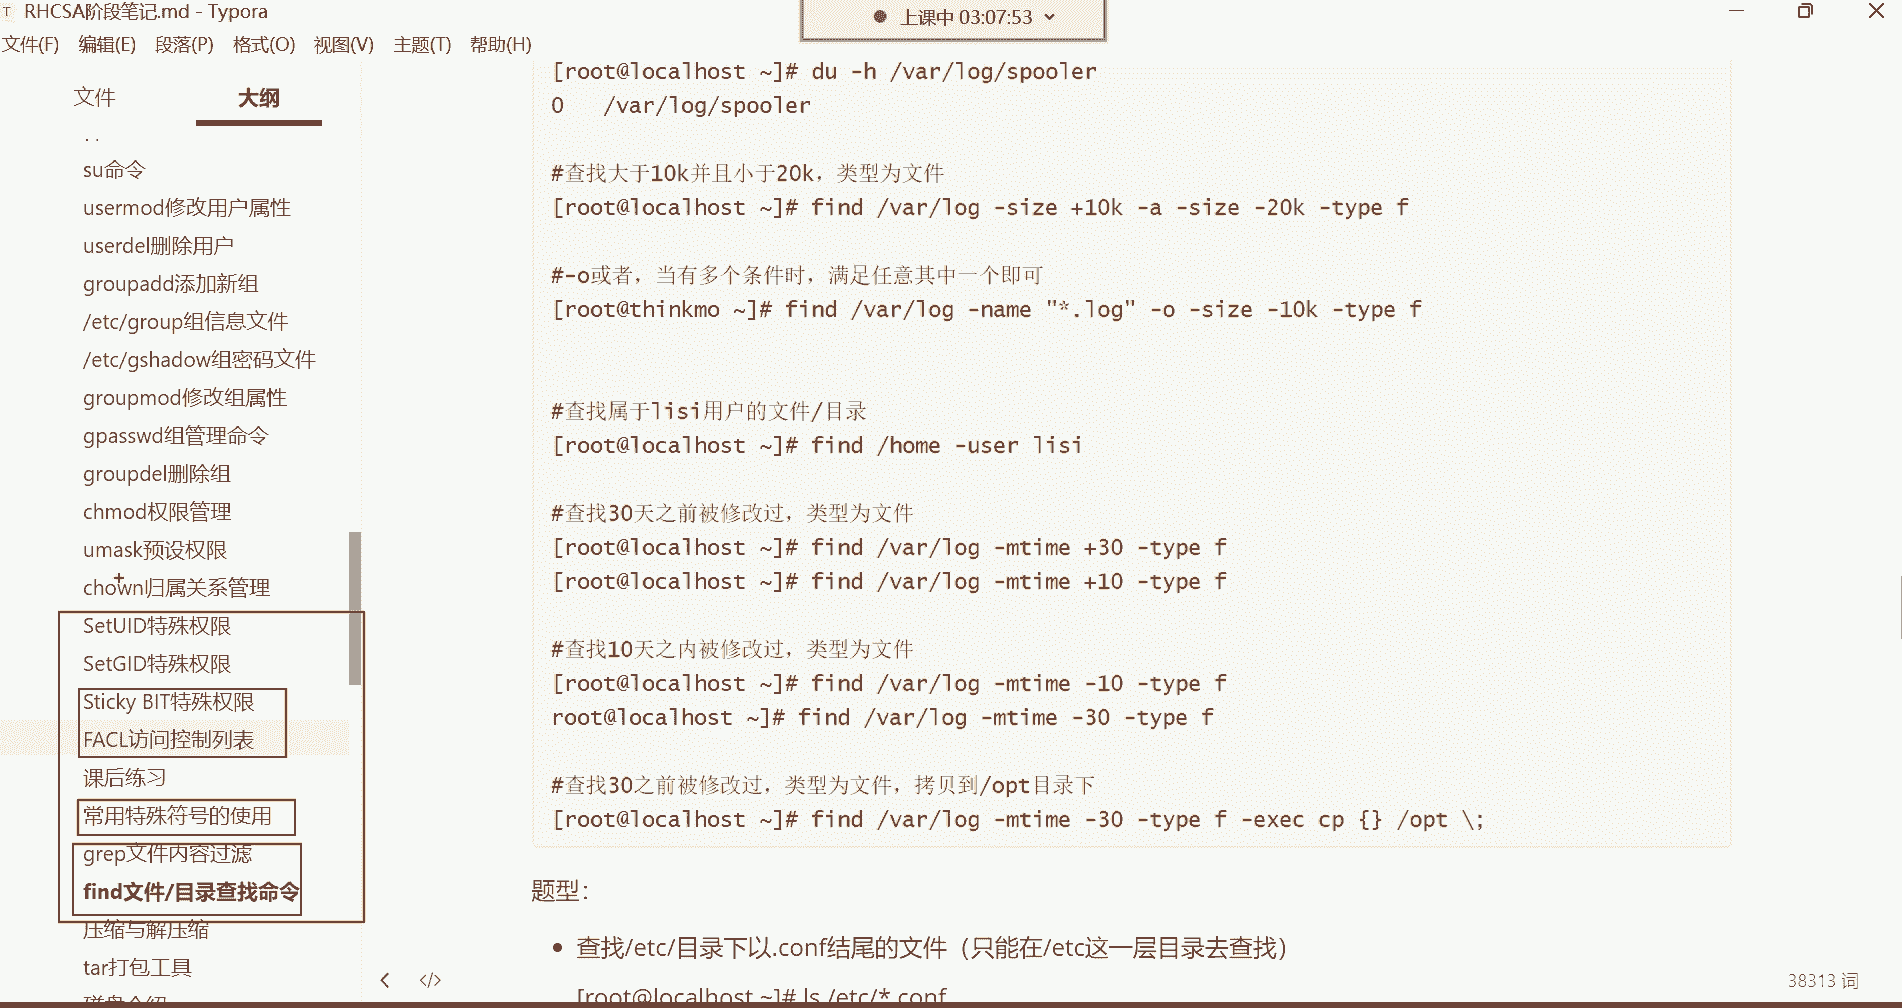 RHCSA阶段笔记.md - Typora
上课中 03:07:53
文件(F) 编辑(E) 段落(P) 格式(O) 视图(V) 主题(T) 帮助(H)
文件 大纲
su命令
usermod修改用户属性
userdel删除用户
groupadd添加新组
/etc/group组信息文件
/etc/gshadow组密码文件
groupmod修改组属性
gpasswd组管理命令
groupdel删除组
chmod权限管理
umask预设权限
chown归属关系管理
SetUID特殊权限
SetGID特殊权限
Sticky BIT特殊权限
FACL访问控制列表
课后练习
常用特殊符号的使用
grep文件内容过滤
find文件/目录查找命令
压缩与解压缩
tar打包工具
磁盘介绍
[root@localhost ~]# du -h /var/log/spooler
0 /var/log/spooler
#查找大于10k并且小于20k，类型为文件
[root@localhost ~]# find /var/log -size +10k -a -size -20k -type f
#-o或者，当有多个条件时，满足任意其中一个即可
[root@thinkmo ~]# find /var/log -name "*.log" -o -size -10k -type f
#查找属于lisi用户的文件/目录
[root@localhost ~]# find /home -user lisi
#查找30天之前被修改过，类型为文件
[root@localhost ~]# find /var/log -mtime +30 -type f
[root@localhost ~]# find /var/log -mtime +10 -type f
#查找10天之内被修改过，类型为文件
[root@localhost ~]# find /var/log -mtime -10 -type f
root@localhost ~]# find /var/log -mtime -30 -type f
#查找30之前被修改过，类型为文件，拷贝到/opt目录下
[root@localhost ~]# find /var/log -mtime -30 -type f -exec cp {} /opt \;
题型：
查找/etc/目录下以.conf结尾的文件（只能在/etc这一层目录去查找）
[root@localhost ~]# ls /etc/*.conf
38313 词